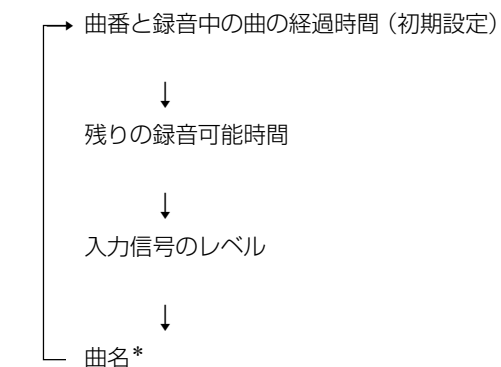 曲番と録音中の曲の経過時間（初期設定）
残りの録音可能時間
入力信号のレベル
曲名*